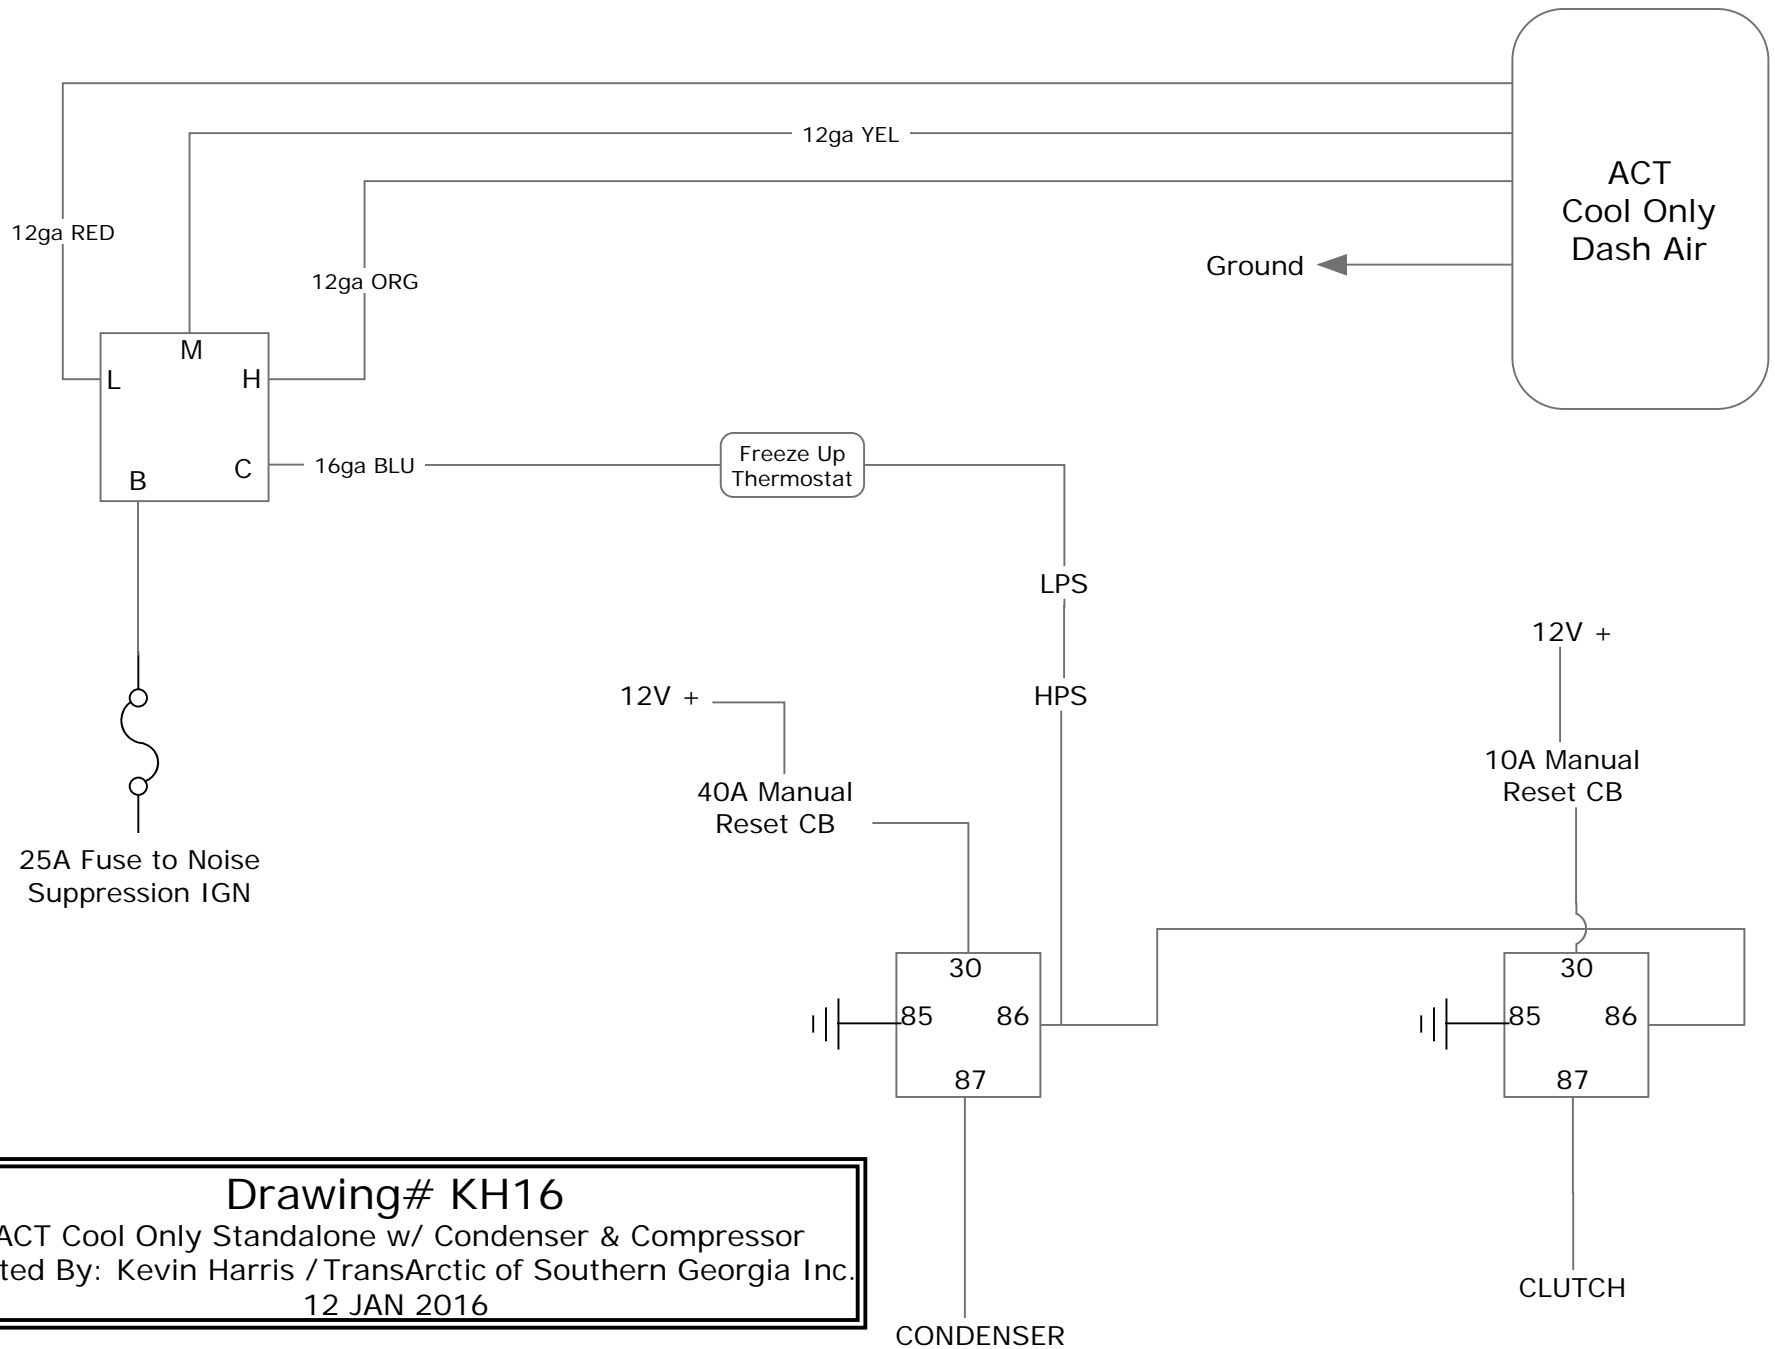 12ga YEL
ACT
Cool Only
Dash Air
12ga RED
Ground
12ga ORG
M
L
H
B
C
16ga BLU
Freeze Up
Thermostat
LPS
HPS
12V +
40A Manual
Reset CB
12V +
10A Manual
Reset CB
25A Fuse to Noise
Suppression IGN
30
85
86
87
30
85
86
87
CONDENSER
CLUTCH
Drawing# KH16
ACT Cool Only Standalone w/ Condenser & Compressor
ted By: Kevin Harris / TransArctic of Southern Georgia Inc.
12 JAN 2016